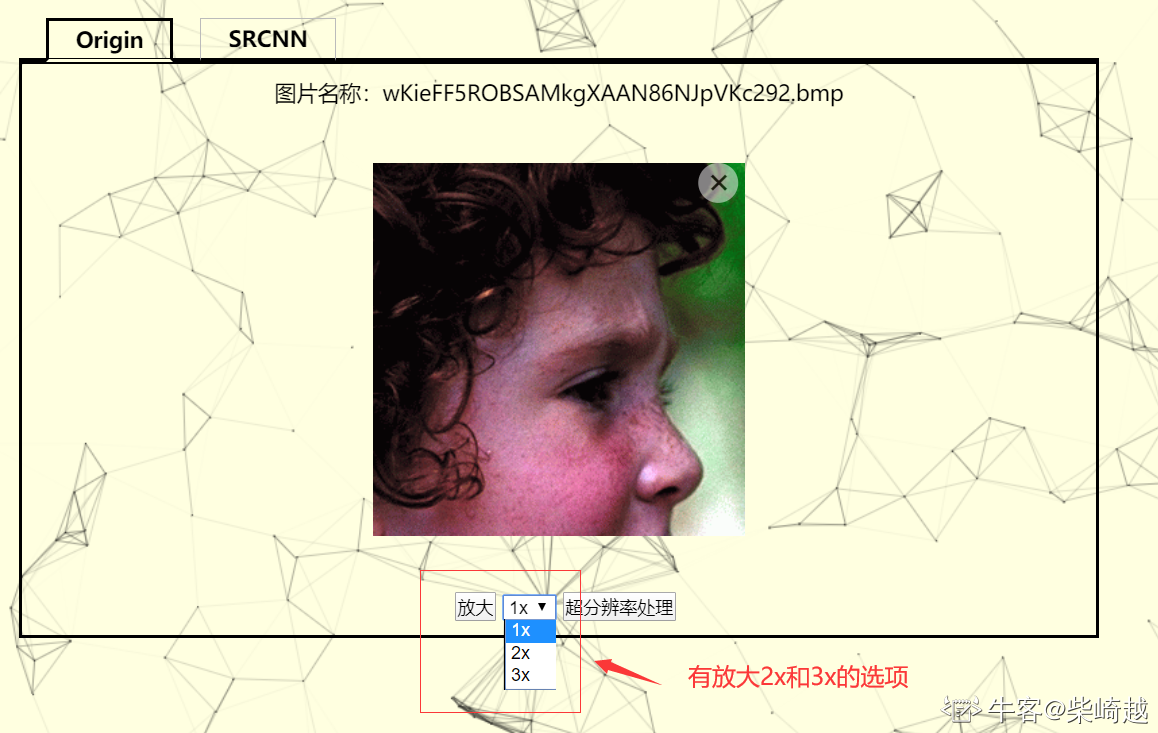 Origin
SRCNN
图片名称：wKieFF5ROBSAMkgXAAN86NJpVKc292.bmp
放大
1x
超分辨率处理
1x
2x
3x
有放大2x和3x的选项
牛客@柴崎越